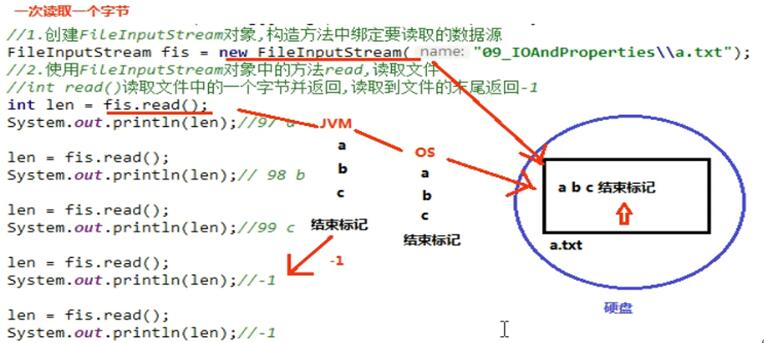 一次读取一个字节
//1.创建FileInputStream对象,构造方法中绑定要读取的数据源
FileInputStream fis = new FileInputStream( name: "09_IOAndProperties\\a.txt");
//2.使用FileInputStream对象中的方法read,读取文件
//int read()读取文件中的一个字节并返回,读取到文件的末尾返回-1
int len = fis.read();
System.out.println(len);//97 a
len = fis.read();
System.out.println(len);// 98 b
len = fis.read();
System.out.println(len);//99 c
len = fis.read();
System.out.println(len);//-1
len = fis.read();
System.out.println(len);//-1
JVM
a
b
c
结束标记
-1
OS
a
b
c
结束标记
a b c 结束标记
a.txt
硬盘